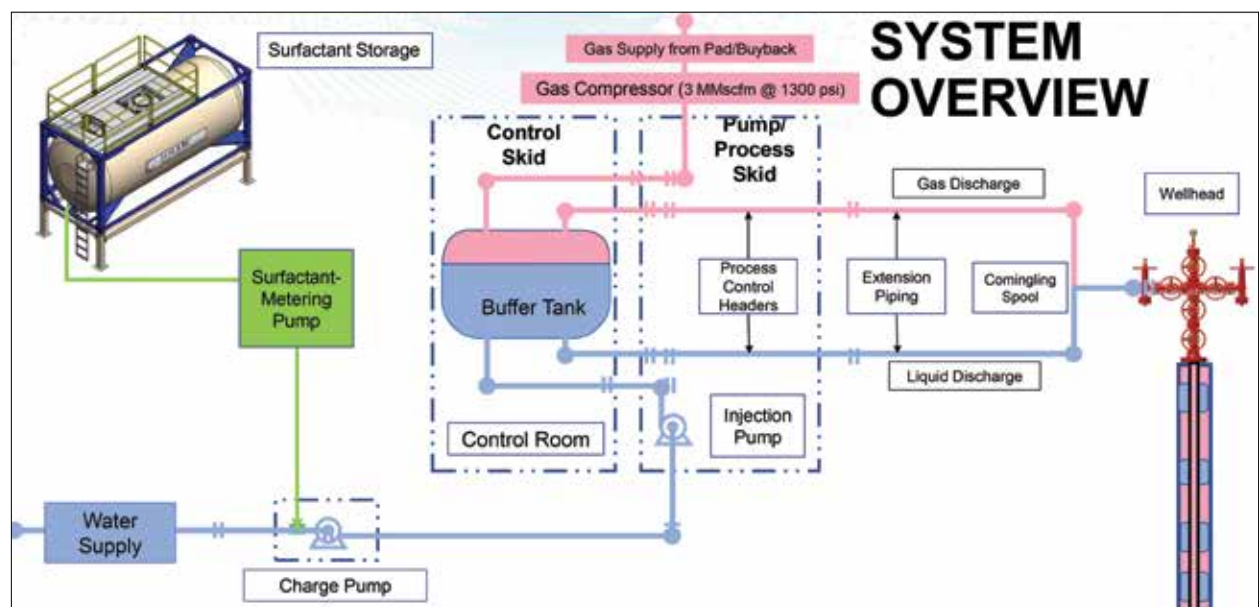 SYSTEM
OVERVIEW
Surfactant Storage
Gas Supply from Pad/Buyback
Gas Compressor (3 MMscfm @ 1300 psi)
Control
Skid
Pump/
Process
Skid
Gas Discharge
Wellhead
Surfactant-
Metering
Pump
Buffer Tank
Process
Control
Headers
Extension
Piping
Comingling
Spool
Liquid Discharge
Control Room
Injection
Pump
Water
Supply
Charge Pump